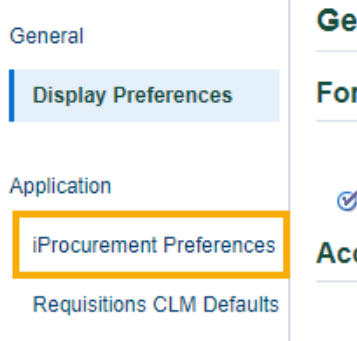 General
Display Preferences
Application
iProcurement Preferences
Requisitions CLM Defaults
Ge
For
Acc